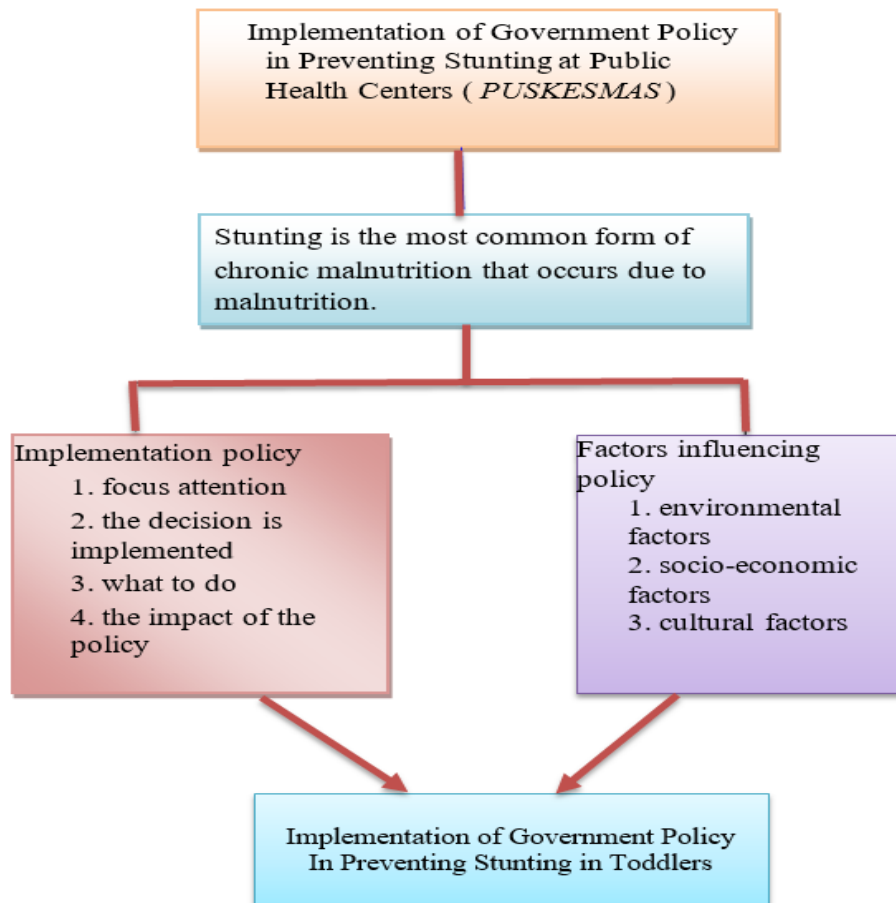 Implementation of Government Policy
in Preventing Stunting at Public
Health Centers ( PUSKESMAS )
Stunting is the most common form of
chronic malnutrition that occurs due to
malnutrition.
Implementation policy
1. focus attention
2. the decision is
implemented
3. what to do
4. the impact of the
policy
Factors influencing
policy
1. environmental
factors
2. socio-economic
factors
3. cultural factors
Implementation of Government Policy
In Preventing Stunting in Toddlers